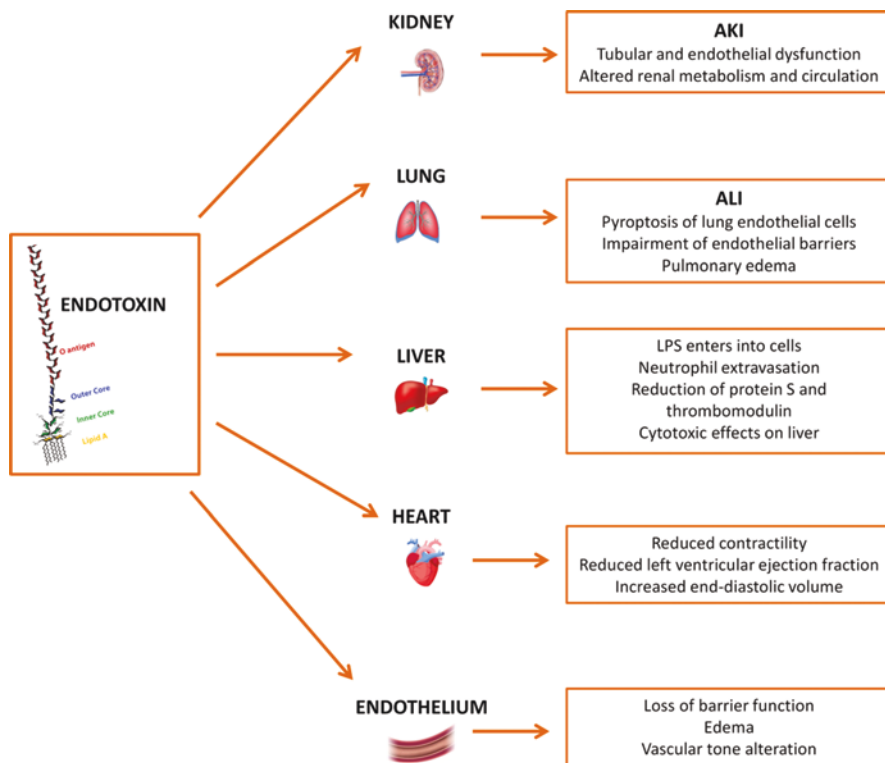 KIDNEY
AKI
Tubular and endothelial dysfunction
Altered renal metabolism and circulation
LUNG
ALI
Pyroptosis of lung endothelial cells
Impairment of endothelial barriers
Pulmonary edema
ENDOTOXIN
O antigen
Outer Core
Inner Core
Lipid A
LIVER
LPS enters into cells
Neutrophil extravasation
Reduction of protein S and
thrombomodulin
Cytotoxic effects on liver
HEART
Reduced contractility
Reduced left ventricular ejection fraction
Increased end-diastolic volume
ENDOTHELIUM
Loss of barrier function
Edema
Vascular tone alteration